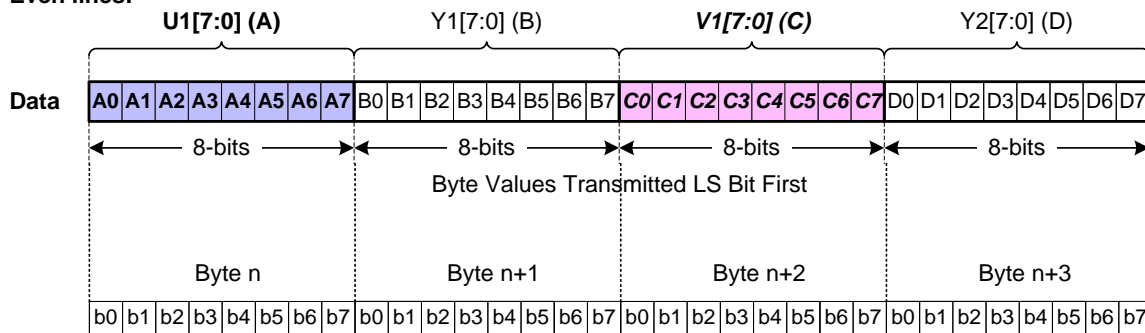 Even lines:
U1[7:0] (A) Y1[7:0] (B) V1[7:0] (C) Y2[7:0] (D)
Data A0 A1 A2 A3 A4 A5 A6 A7 B0 B1 B2 B3 B4 B5 B6 B7 C0 C1 C2 C3 C4 C5 C6 C7 D0 D1 D2 D3 D4 D5 D6 D7
8-bits 8-bits 8-bits 8-bits
Byte Values Transmitted LS Bit First
Byte n Byte n+1 Byte n+2 Byte n+3
b0 b1 b2 b3 b4 b5 b6 b7 b0 b1 b2 b3 b4 b5 b6 b7 b0 b1 b2 b3 b4 b5 b6 b7 b0 b1 b2 b3 b4 b5 b6 b7